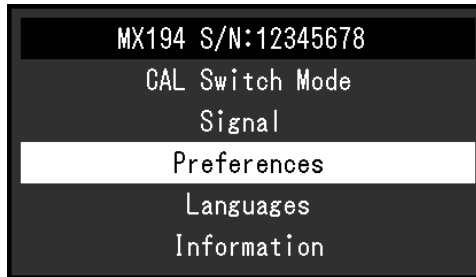 MX194 S/N:12345678
CAL Switch Mode
Signal
Preferences
Languages
Information